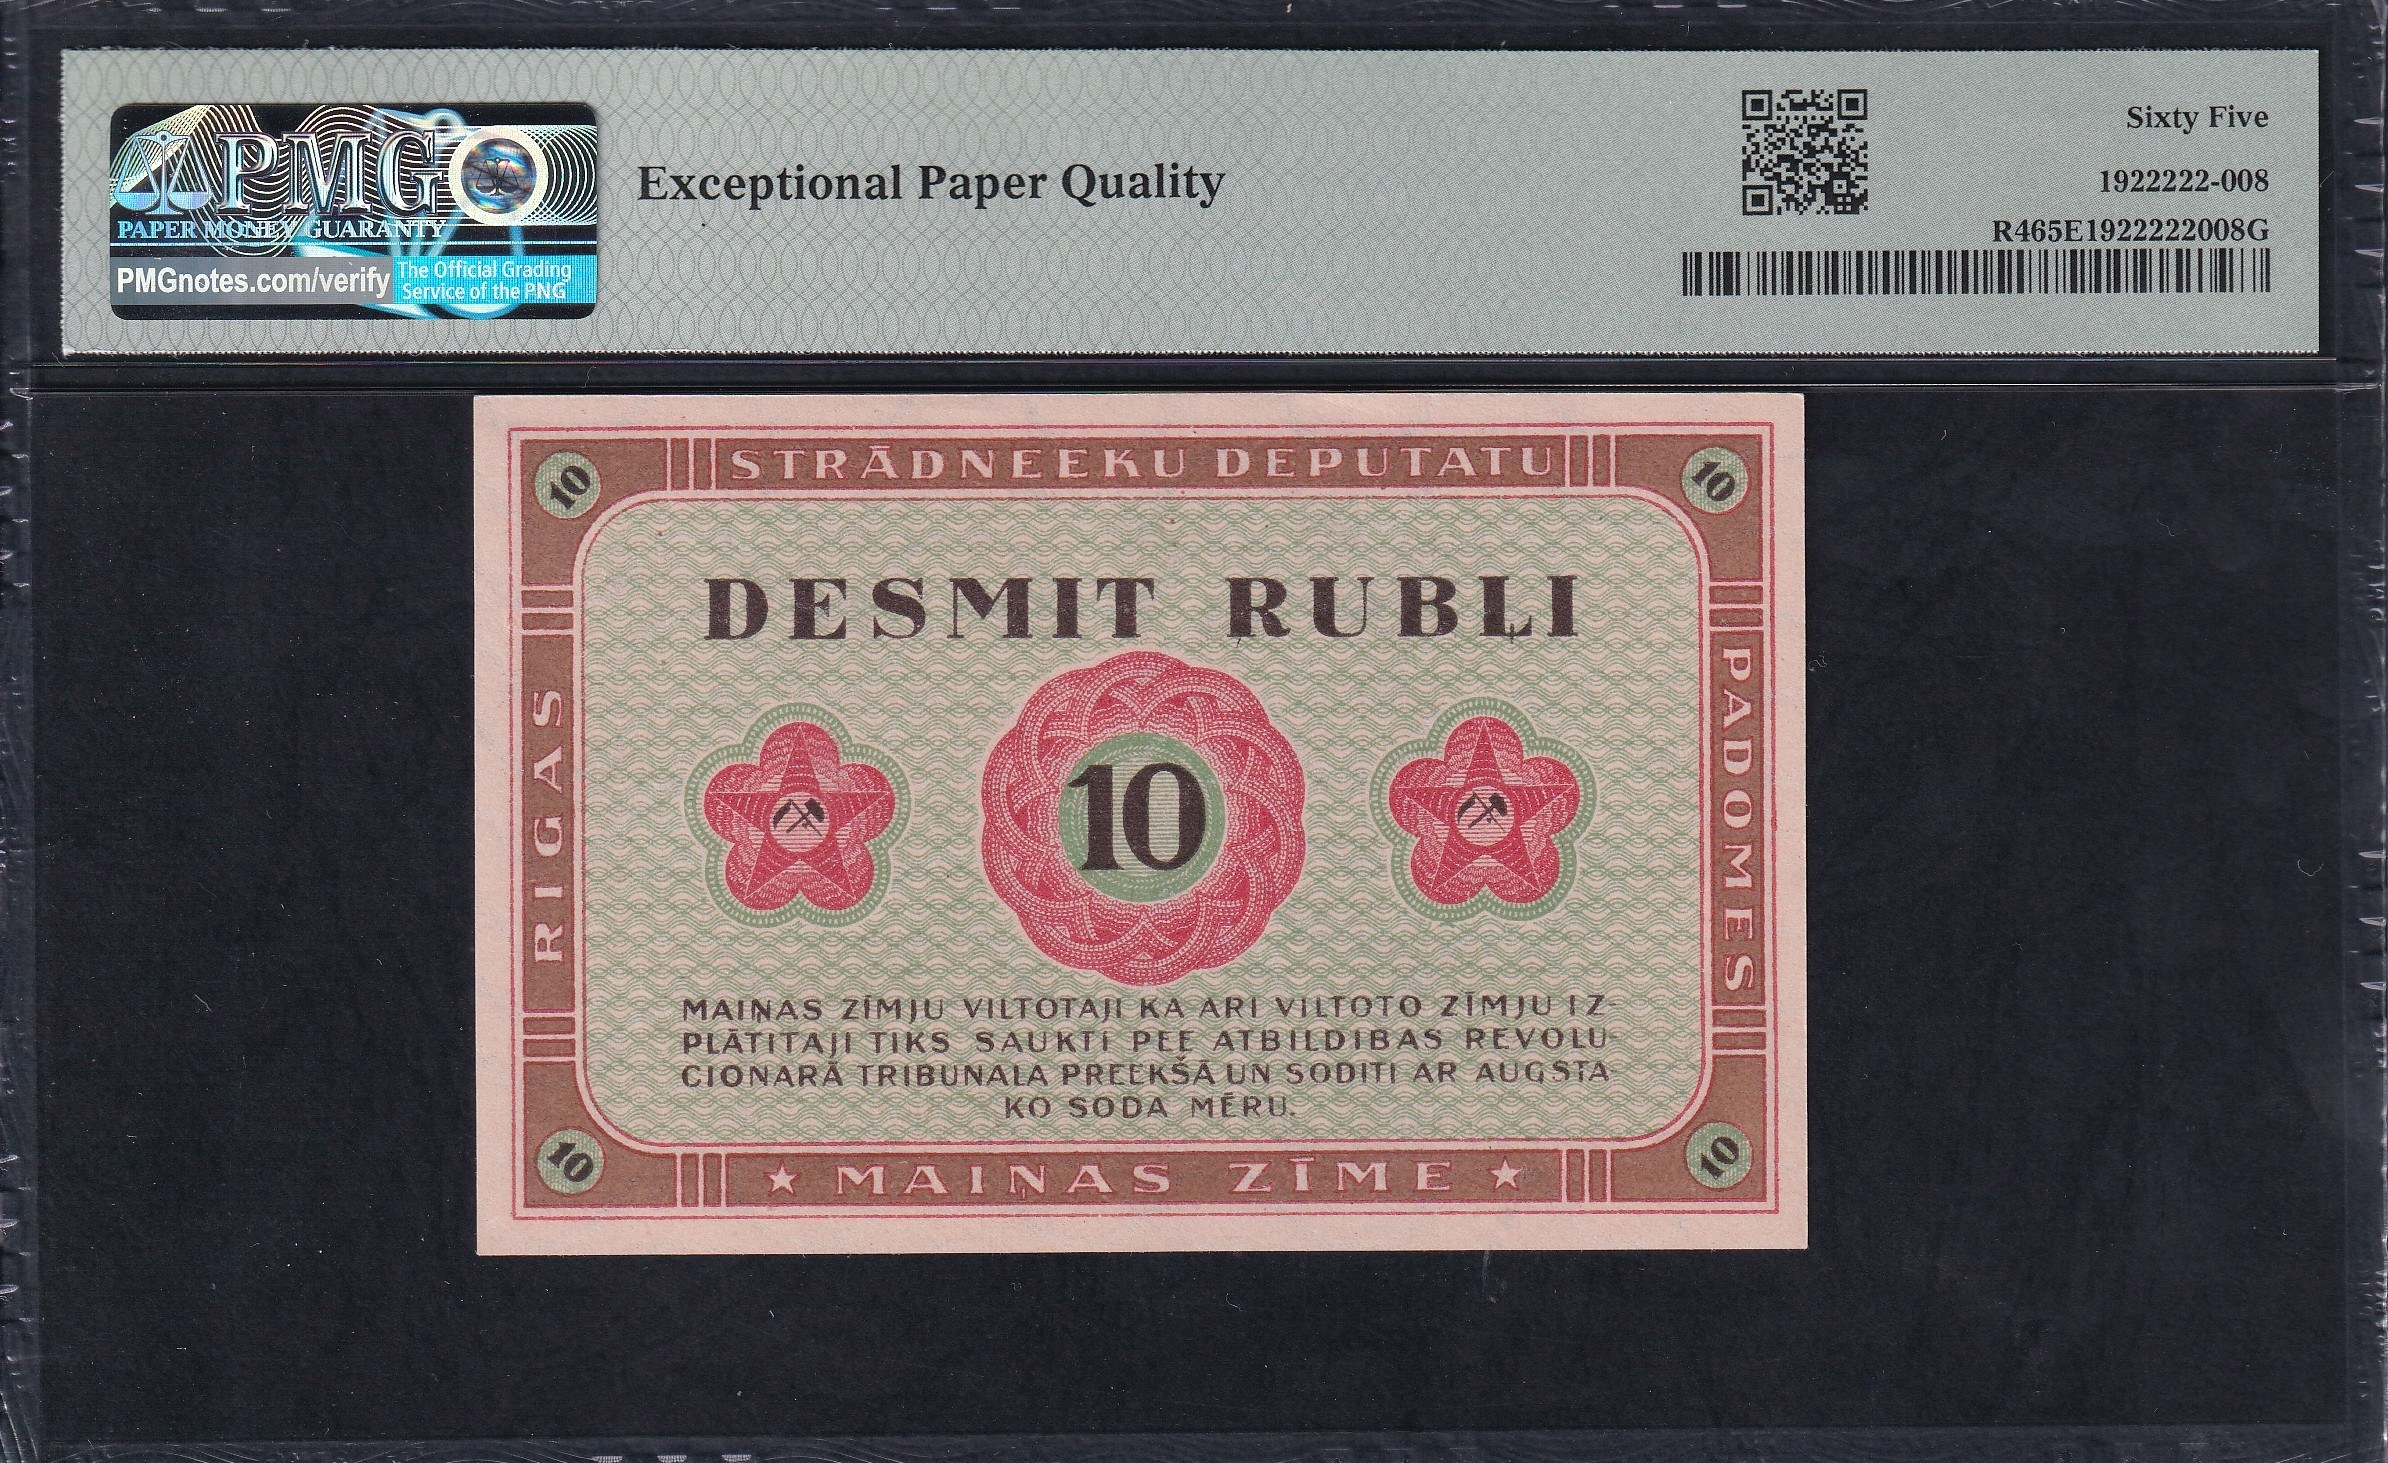 PMG
PAPER MONEY GUARANTY
PMGnotes.com/verify
The Official Grading
Service of the PNG
Exceptional Paper Quality
Sixty Five
1922222-008
R465E1922222008G
10
STRĀDNEEKU DEPUTATU
10
RIGAS
DESMIT RUBĻI
10
PADOMES
MAIŅAS ZĪMJU VILTOTAJI KA ARI VILTOTO ZĪMJU IZ-
PLĀTITAJI TIKS SAUKTI PEE ATBILDIBAS REVOLU-
CIONARĀ TRIBUNALA PREEKŠĀ UN SODITI AR AUGSTA-
KO SODA MĒRU.
10
MAIŅAS ZĪME
10